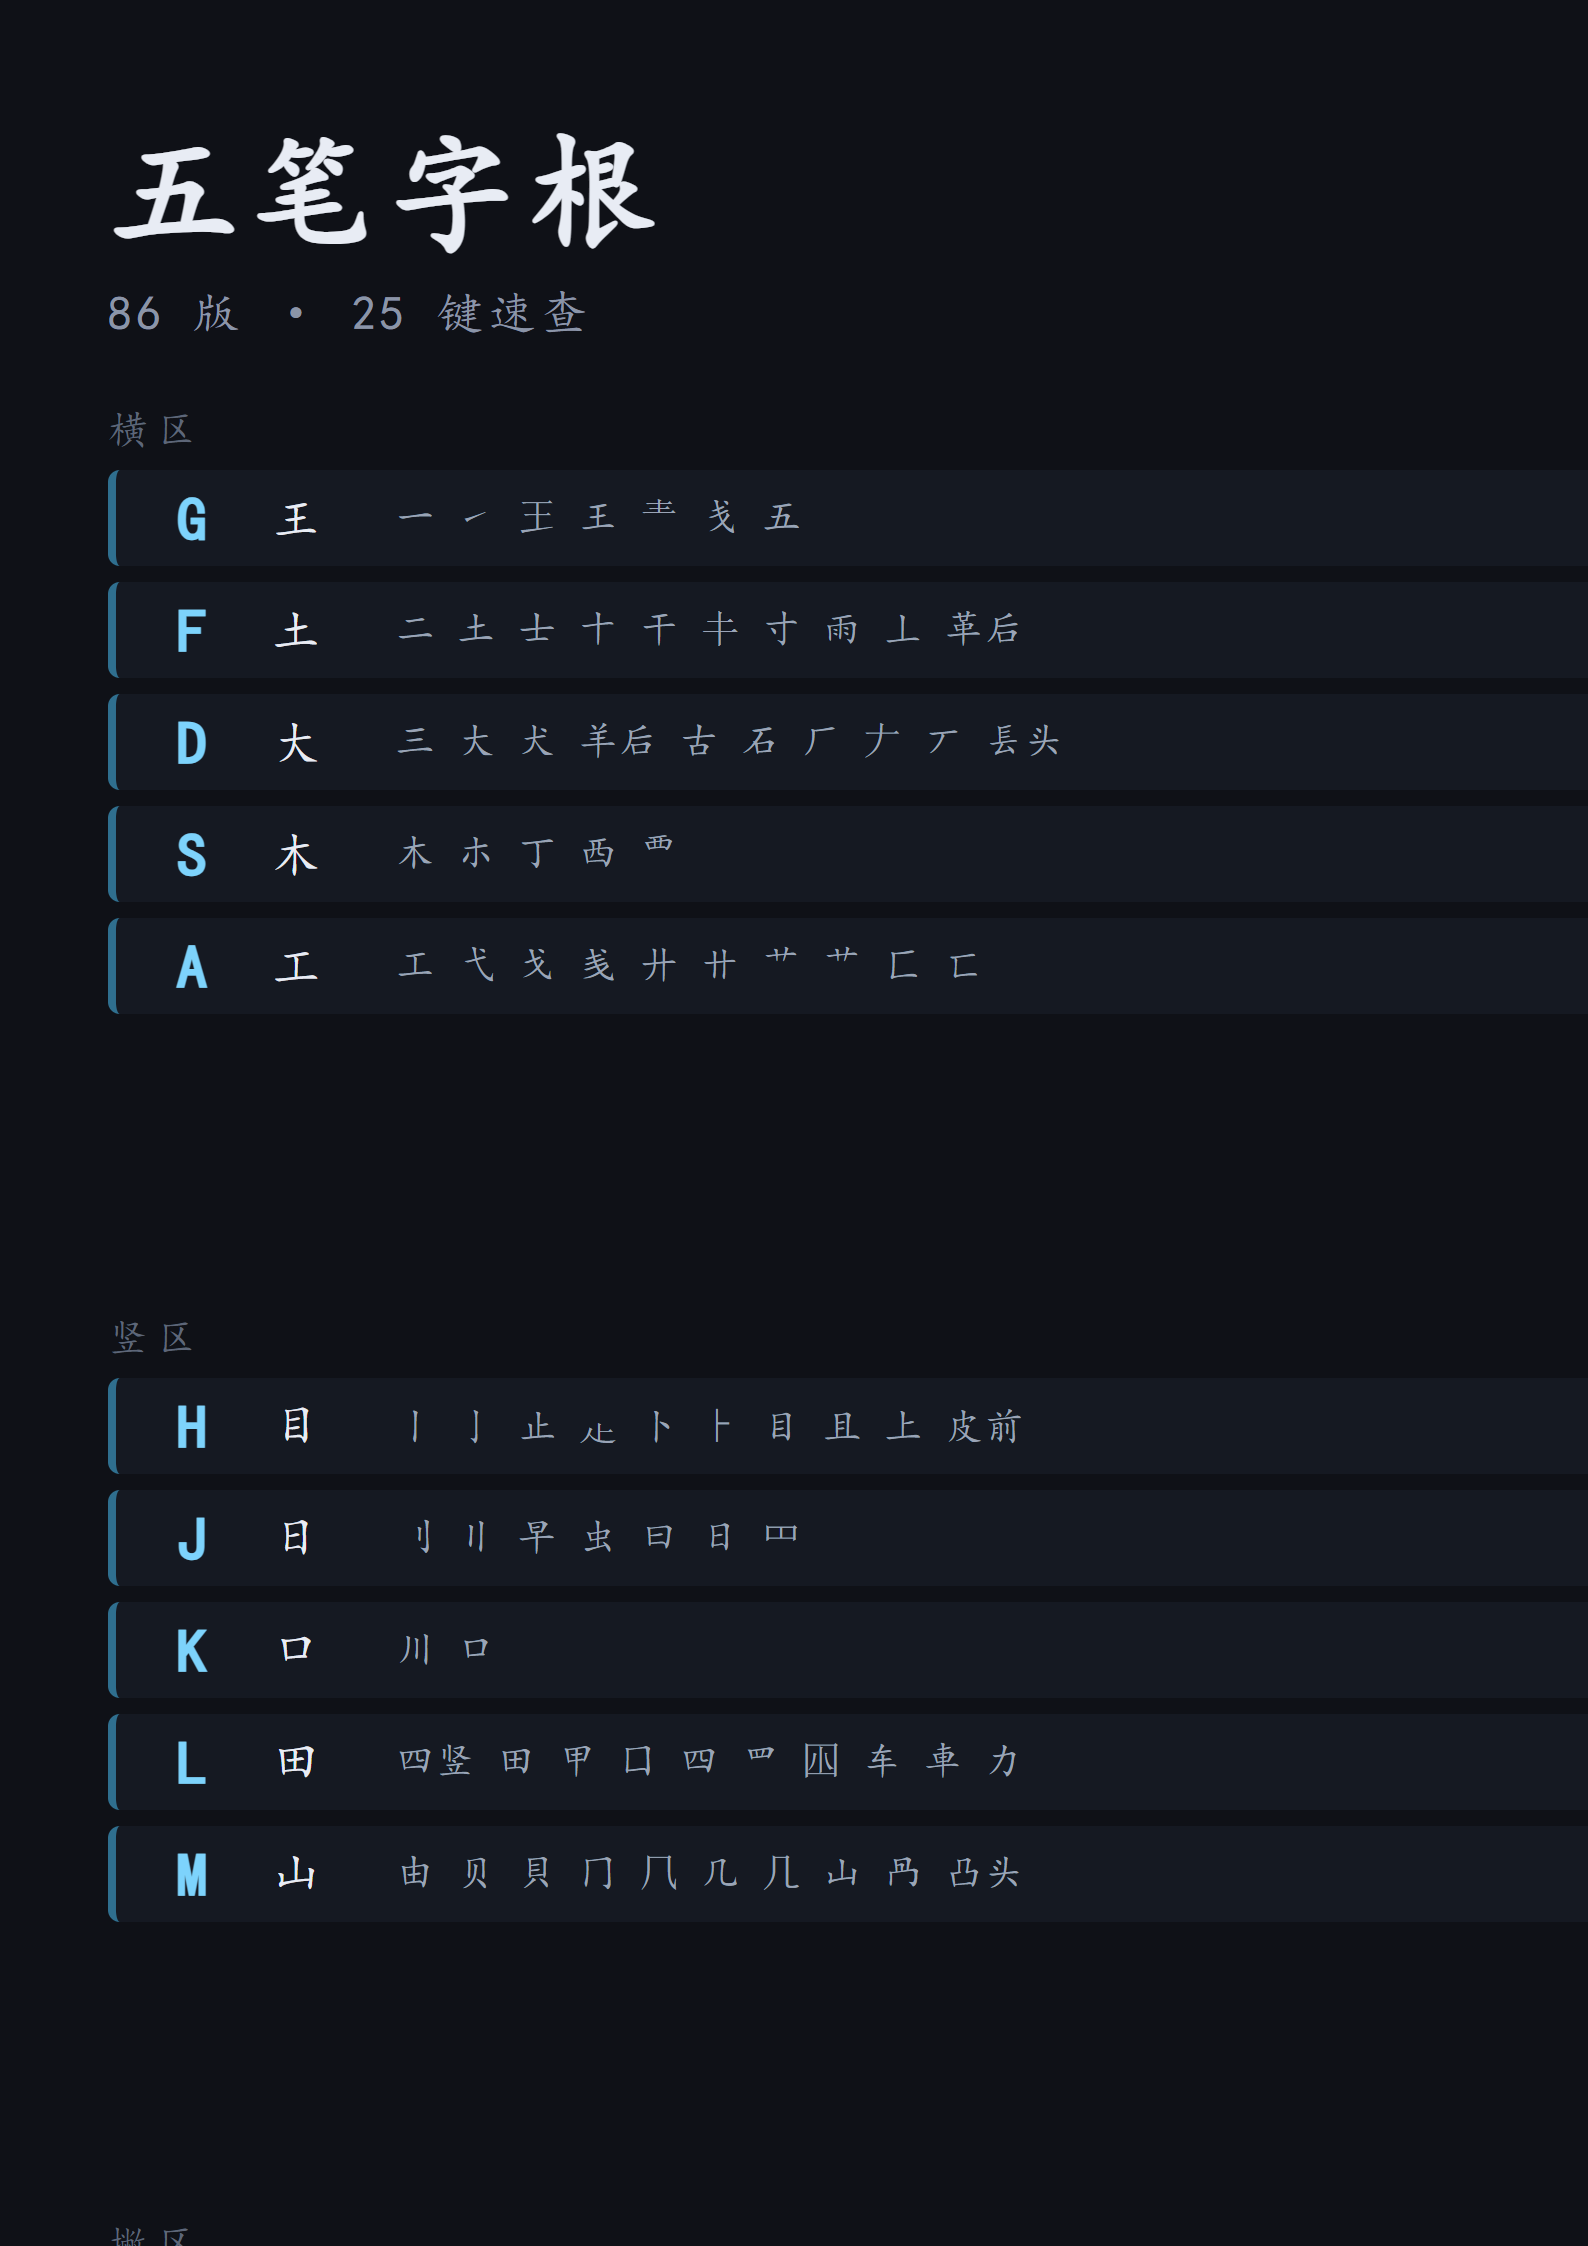 五笔字根
86 版 • 25 键速查
横区
G 王 一 ㇀ 王 王 龶 戋 五
F 土 二 土 士 十 干 丰 寸 雨 丄 革后
D 大 三 大 犬 羊后 古 石 厂 ナ 丆 镸头
S 木 木 朩 丁 西 覀
A 工 工 弋 戈 戋 廾 廿 艹 艹 匚 匸
竖区
H 目 丨 亅 止 龰 卜 ⺊ 目 且 上 皮前
J 日 刂 〢 早 虫 曰 日 罒
K 口 川 口
L 田 四竖 田 甲 囗 四 罒 囦 车 車 力
M 山 由 贝 貝 冂 𠘨 几 几 山 冎 凸头
撇区